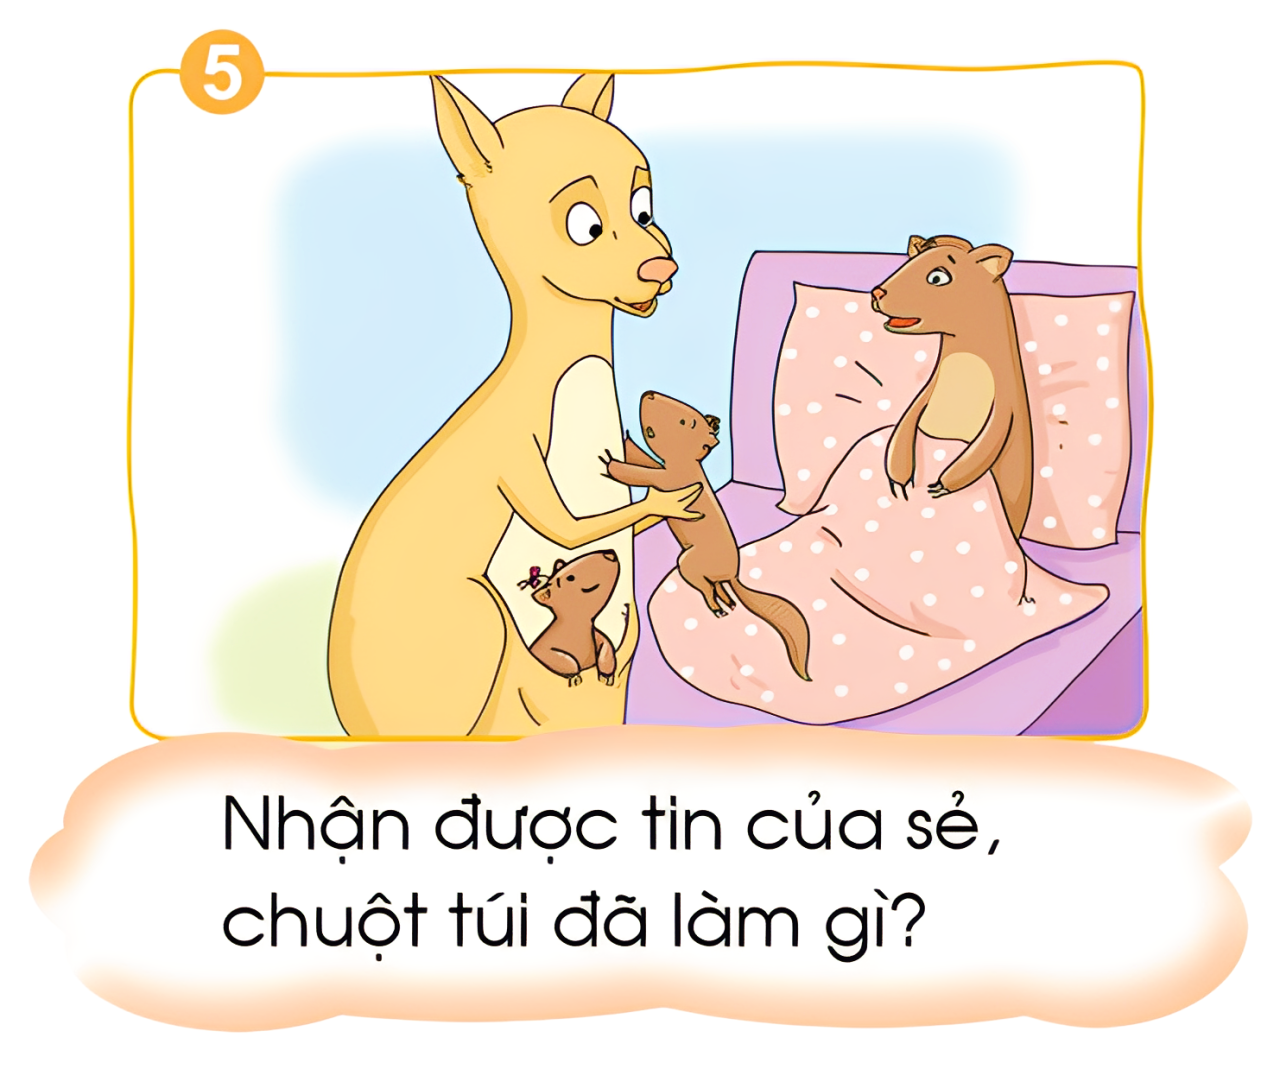 5
Nhận được tin của sẻ,
chuột túi đã làm gì?